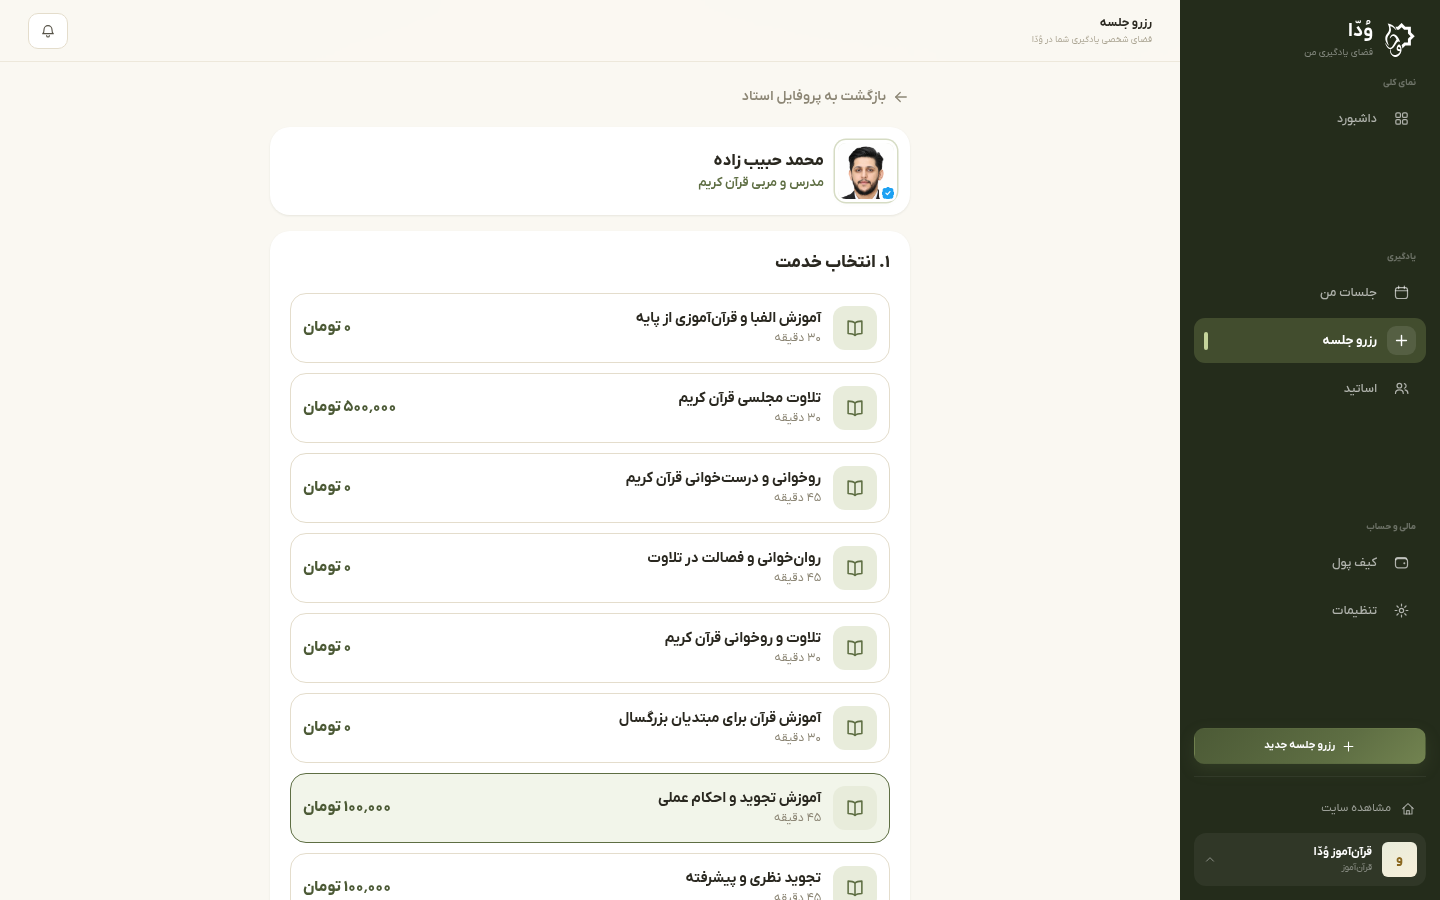 وُدّا
فضای یادگیری من
نمای کلی
داشبورد
یادگیری
جلسات من
رزرو جلسه
اساتید
مالی و حساب
کیف پول
تنظیمات
رزرو جلسه جدید
مشاهده سایت
و
قرآن‌آموز وُدّا
قرآن‌آموز
رزرو جلسه
فضای شخصی یادگیری شما در وُدّا
بازگشت به پروفایل استاد
محمد حبیب زاده
مدرس و مربی قرآن کریم
۱. انتخاب خدمت
آموزش الفبا و قرآن‌آموزی از پایه
۳۰ دقیقه
۰ تومان
تلاوت مجلسی قرآن کریم
۳۰ دقیقه
۵۰۰٬۰۰۰ تومان
روخوانی و درست‌خوانی قرآن کریم
۴۵ دقیقه
۰ تومان
روان‌خوانی و فصالت در تلاوت
۴۵ دقیقه
۰ تومان
تلاوت و روخوانی قرآن کریم
۳۰ دقیقه
۰ تومان
آموزش قرآن برای مبتدیان بزرگسال
۳۰ دقیقه
۰ تومان
آموزش تجوید و احکام عملی
۴۵ دقیقه
۱۰۰٬۰۰۰ تومان
تجوید نظری و پیشرفته
۴۵ دقیقه
۱۰۰٬۰۰۰ تومان